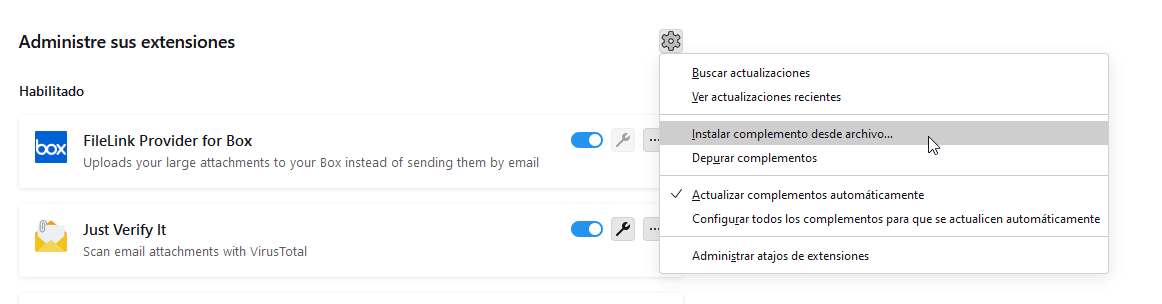 Administre sus extensiones
Buscar actualizaciones
Ver actualizaciones recientes
Instalar complemento desde archivo...
Depurar complementos
Actualizar complementos automáticamente
Configurar todos los complementos para que se actualicen automáticamente
Administrar atajos de extensiones
Habilitado
box
FileLink Provider for Box
Uploads your large attachments to your Box instead of sending them by email
Just Verify It
Scan email attachments with VirusTotal